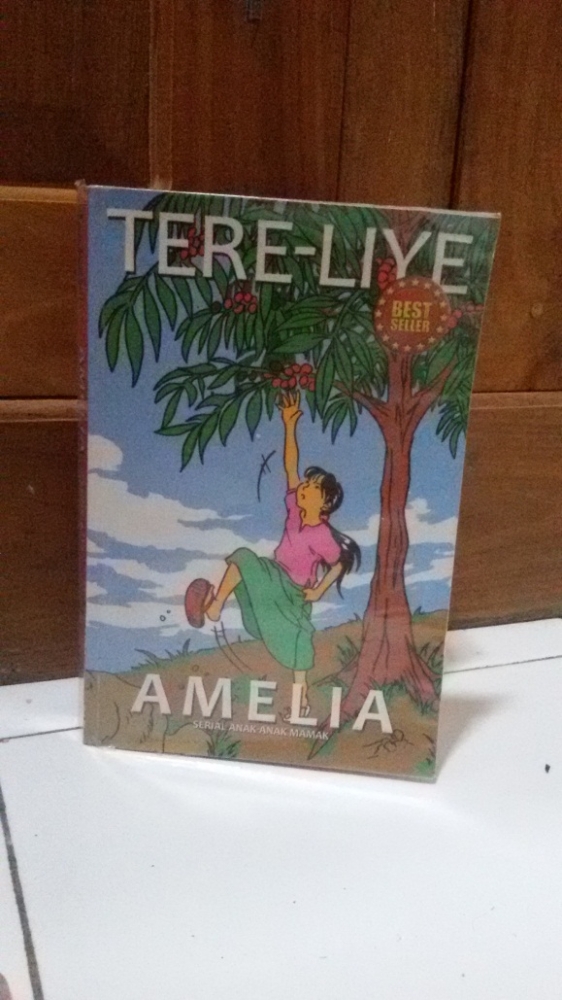 TERE-LIYE
BEST
SELLER
AMELIA
SERIAL ANAK-ANAK MAMAK